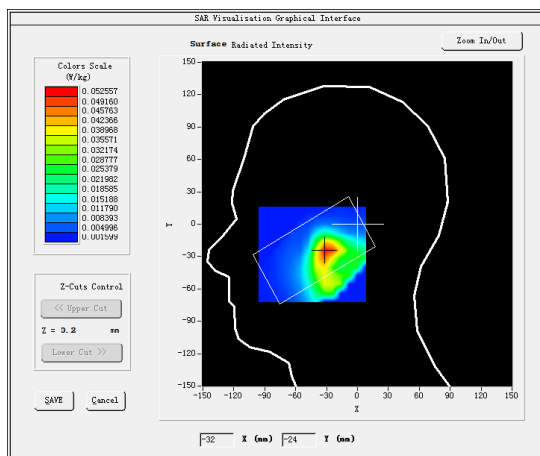 SAR Visualisation Graphical Interface
Surface Radiated Intensity
Zoom In/Out
Colors Scale
(W/kg)
0.052557
0.049160
0.045763
0.042366
0.038968
0.035571
0.032174
0.028777
0.025379
0.021982
0.018585
0.015188
0.011790
0.008393
0.004996
0.001599
Z-Cuts Control
<< Upper Cut
Z = 0.2 mm
Lower Cut >>
SAVE
Cancel
150
120
90
60
30
0
-30
-60
-90
-120
-150
Y
-150 -120 -90 -60 -30 0 30 60 90 120 150
X
-32 X (mm) -24 Y (mm)